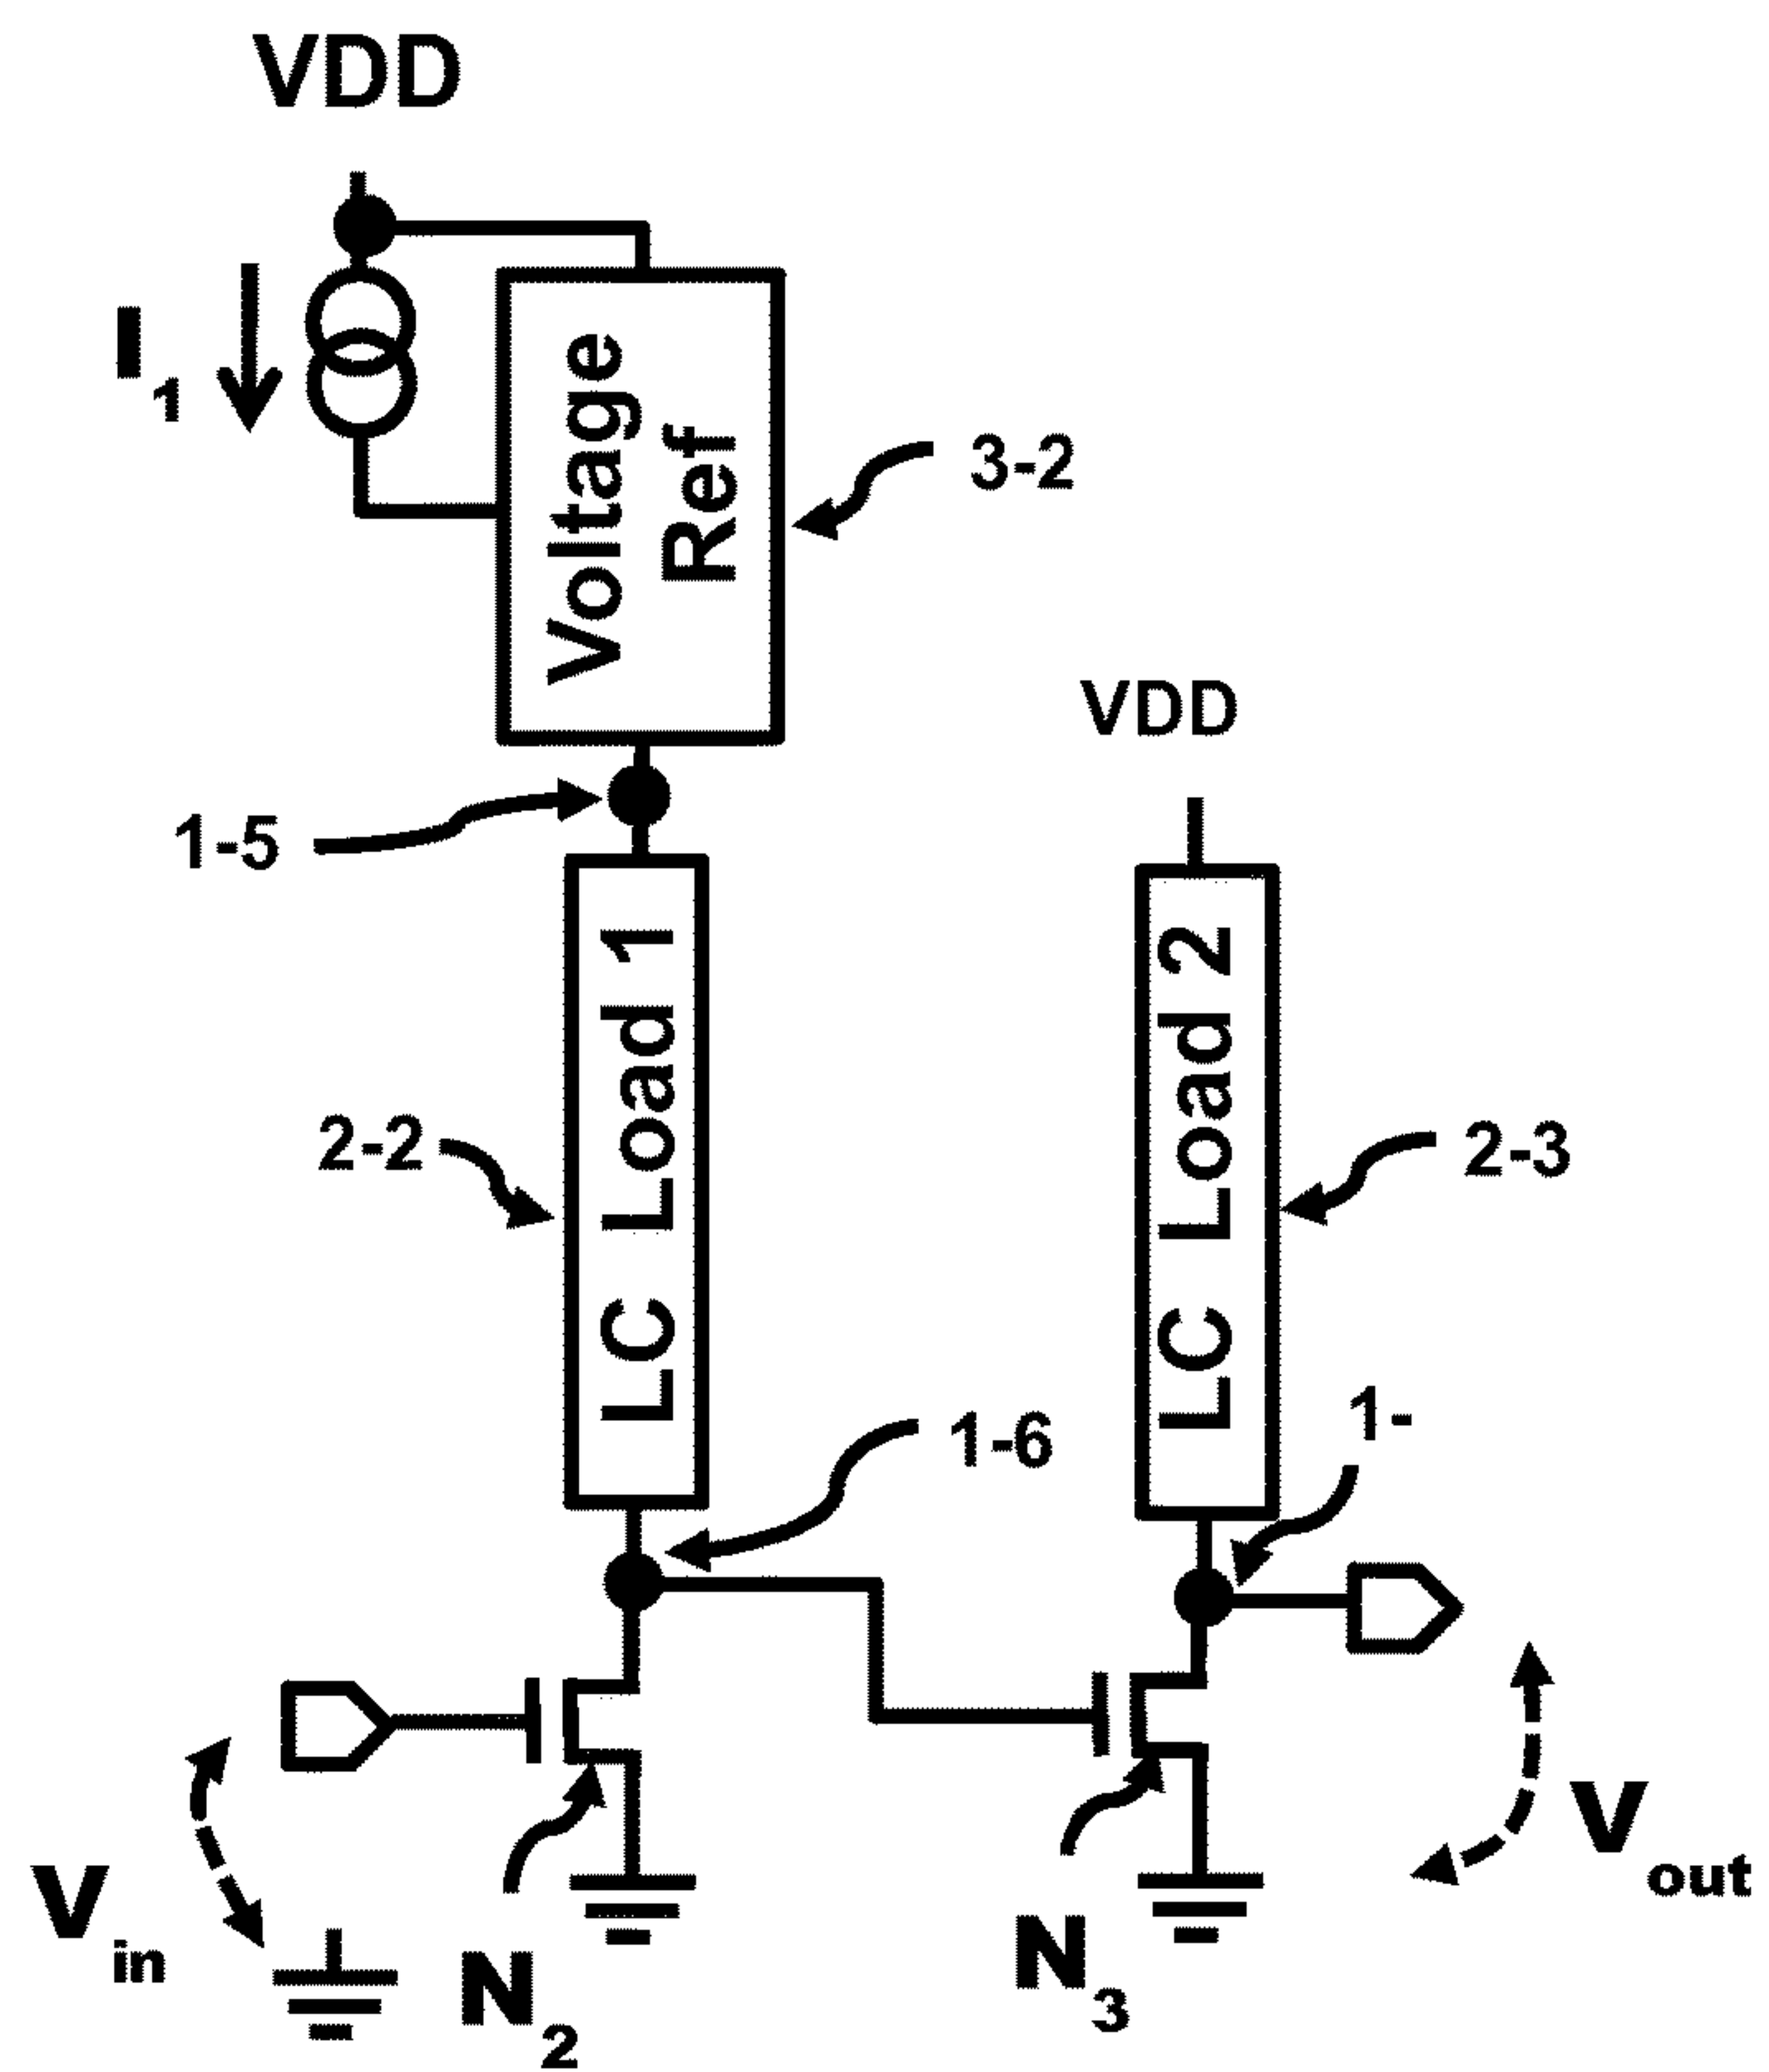 VDD
I1
Voltage
Ref
3-2
VDD
1-5
LC Load 1
LC Load 2
2-2
2-3
1-6
1-
Vin
N2
N3
Vout